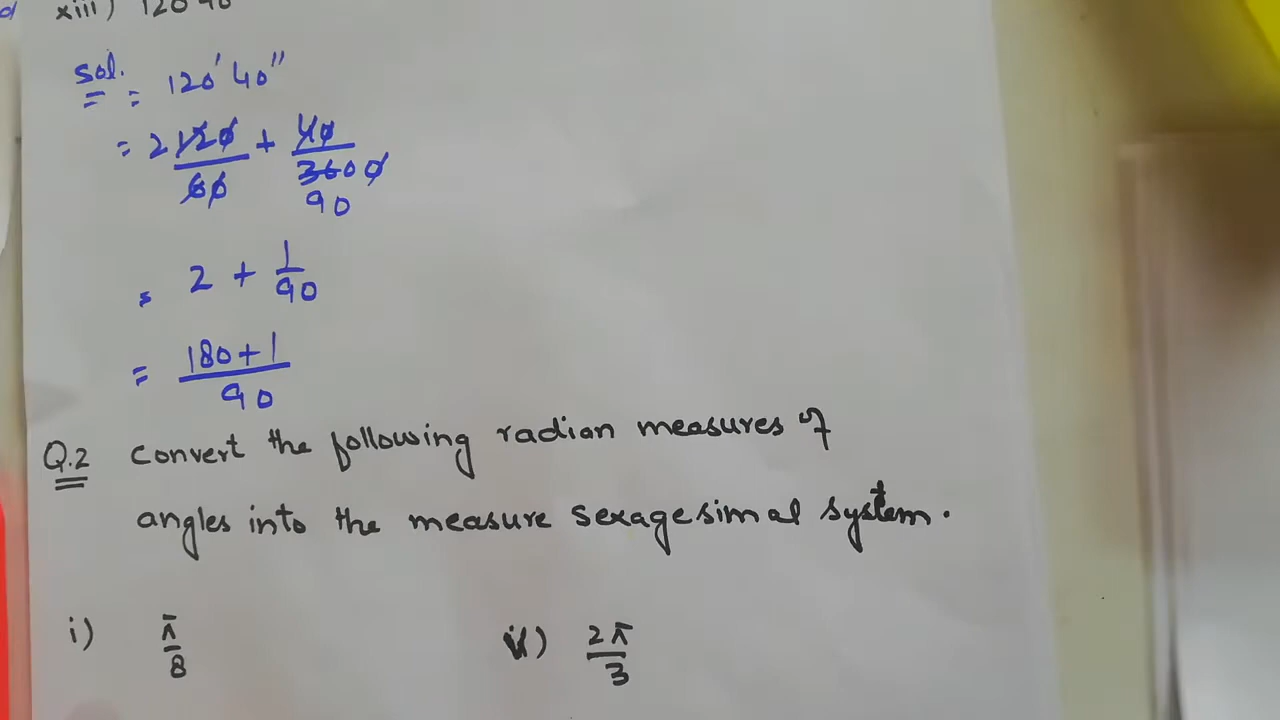 xiii) 120'40"
sol.
= 120'40"
= 2 120/60 + 40/3600 90
= 2 + 1/90
= 180+1/90
Q.2 convert the following radian measures of
angles into the measure sexagesimal system.
i) π/8 v) 2π/3